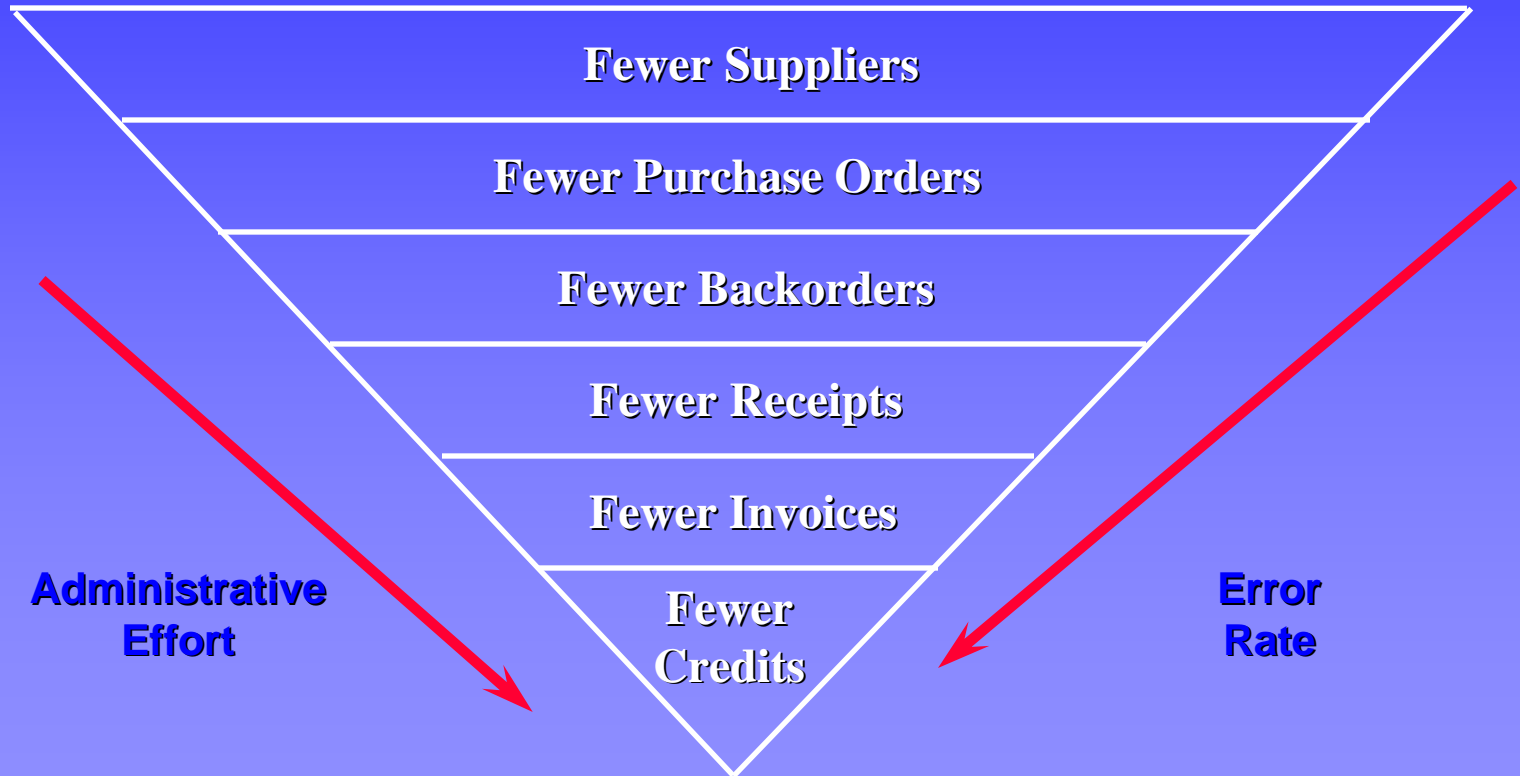 Fewer Suppliers
Fewer Purchase Orders
Fewer Backorders
Fewer Receipts
Fewer Invoices
Fewer
Credits
Administrative
Effort
Error
Rate